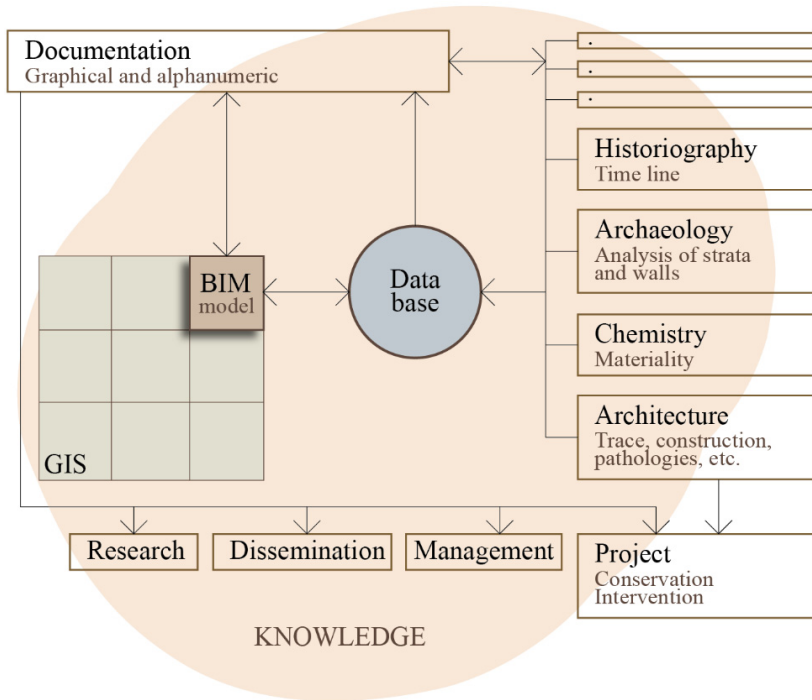 Documentation
Graphical and alphanumeric
.
.
.
Historiography
Time line
Archaeology
Analysis of strata
and walls
Chemistry
Materiality
Architecture
Trace, construction,
pathologies, etc.
BIM
model
Data
base
GIS
Research
Dissemination
Management
Project
Conservation
Intervention
KNOWLEDGE